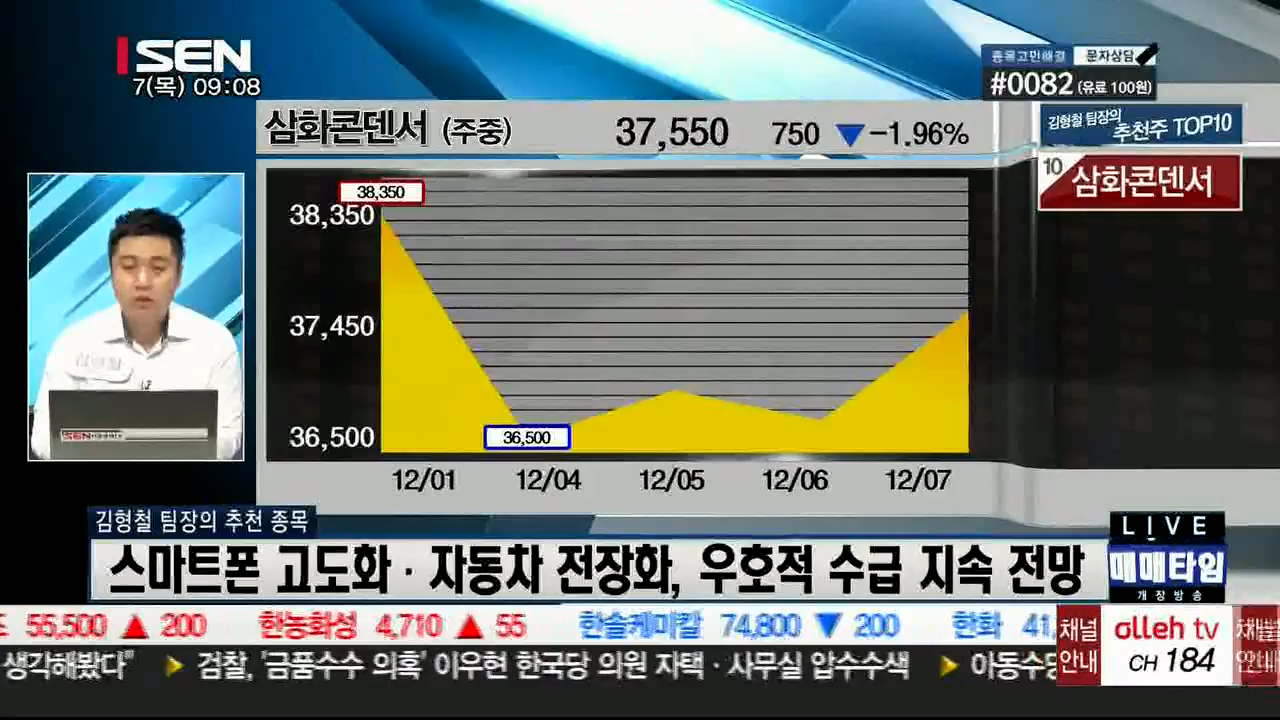 SEN
7(목) 09:08
종목고민해결 문자상담
#0082 (유료 100원)
삼화콘덴서 (주중) 37,550 750 ▼ -1.96%
김형철 팀장의 추천주 TOP10
10 삼화콘덴서
38,350
38,350
37,450
36,500
36,500
12/01 12/04 12/05 12/06 12/07
SEN
김형철 팀장의 추천 종목
스마트폰 고도화·자동차 전장화, 우호적 수급 지속 전망
LIVE
매매타임
개장방송
55,500 ▲ 200 한농화성 4,710 ▲ 55 한솔케미칼 74,800 ▼ 200 한화 41,
채널안내 olleh tv CH 184
생각해봤다" ▶ 검찰, '금품수수 의혹' 이우현 한국당 의원 자택·사무실 압수수색 ▶ 아동수당